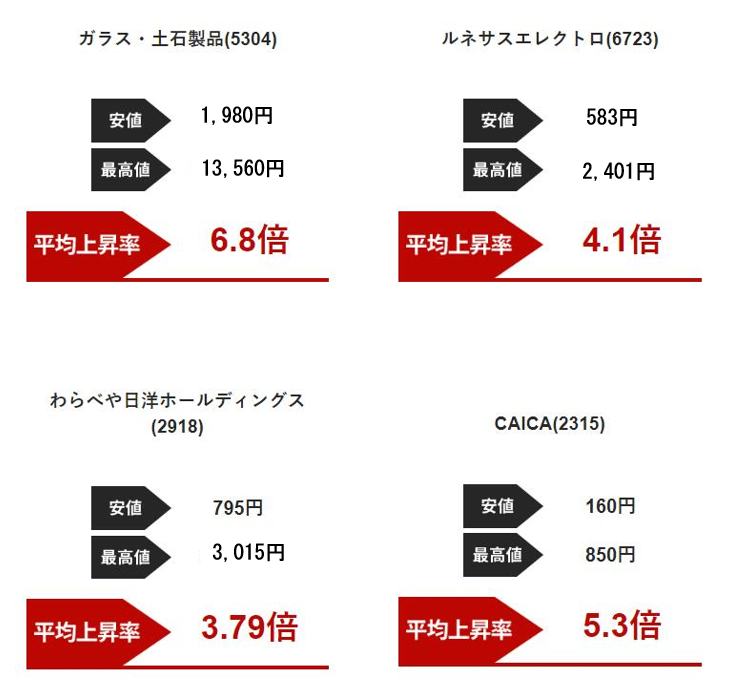 ガラス・土石製品(5304)
安値
1,980円
最高値
13,560円
平均上昇率
6.8倍
ルネサスエレクトロ(6723)
安値
583円
最高値
2,401円
平均上昇率
4.1倍
わらべや日洋ホールディングス
(2918)
安値
795円
最高値
3,015円
平均上昇率
3.79倍
CAICA(2315)
安値
160円
最高値
850円
平均上昇率
5.3倍